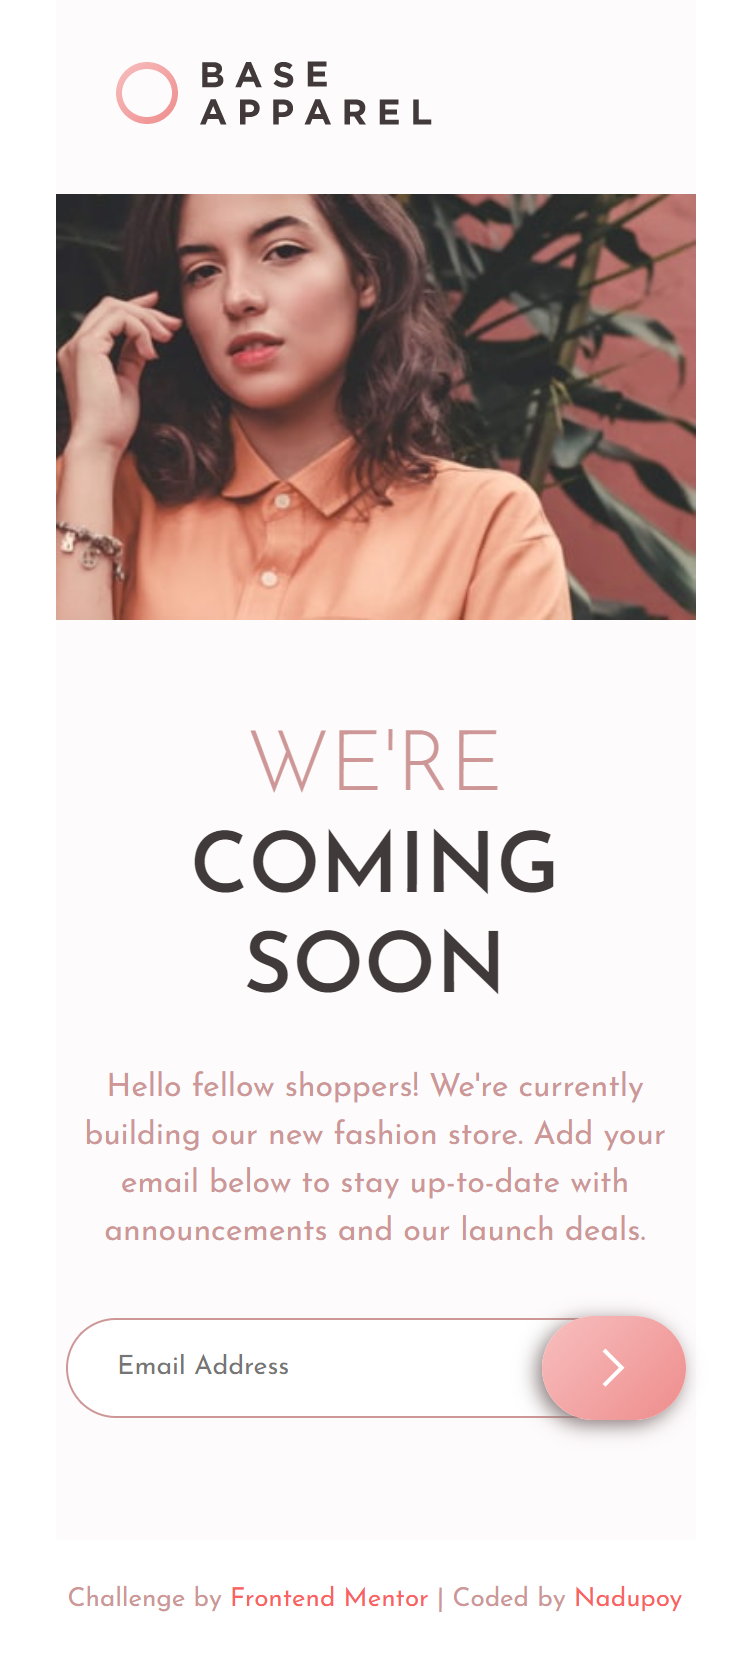 BASE
APPAREL
WE'RE
COMING
SOON
Hello fellow shoppers! We're currently
building our new fashion store. Add your
email below to stay up-to-date with
announcements and our launch deals.
Email Address
Challenge by Frontend Mentor | Coded by Nadupoy